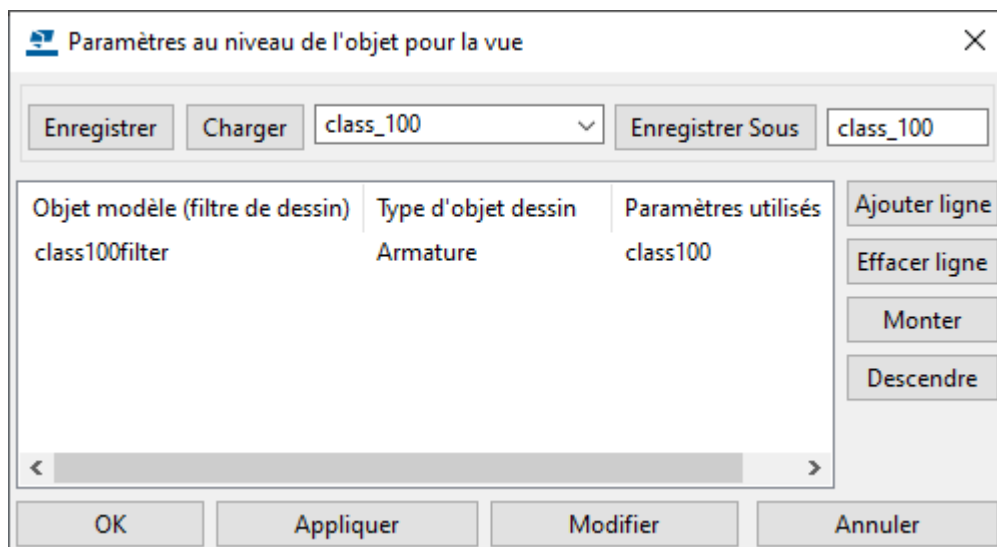 Paramètres au niveau de l'objet pour la vue
Enregistrer Charger class_100 Enregistrer Sous class_100
Objet modèle (filtre de dessin) Type d'objet dessin Paramètres utilisés Ajouter ligne
class100filter Armature class100 Effacer ligne
Monter
Descendre
OK Appliquer Modifier Annuler